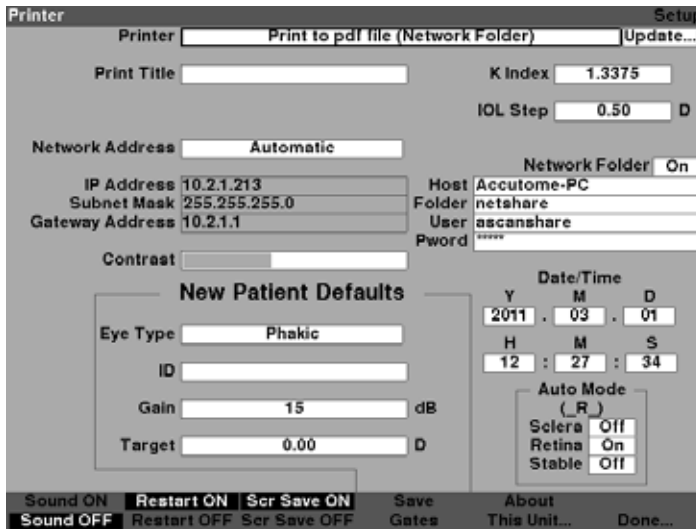 Printer Setup
Printer Print to pdf file (Network Folder) Update...
Print Title K Index 1.3375
IOL Step 0.50 D
Network Address Automatic
Network Folder On
IP Address 10.2.1.213 Host Accutome-PC
Subnet Mask 255.255.255.0 Folder netshare
Gateway Address 10.2.1.1 User ascanshare
Pword *****
Contrast
Date/Time
New Patient Defaults
Y M D
2011 . 03 . 01
Eye Type Phakic
H M S
12 : 27 : 34
ID
Auto Mode
(_R_)
Gain 15 dB
Sclera Off
Target 0.00 D
Retina On
Stable Off
Sound ON Restart ON Scr Save ON Save About
Sound OFF Restart OFF Scr Save OFF Gates This Unit... Done...